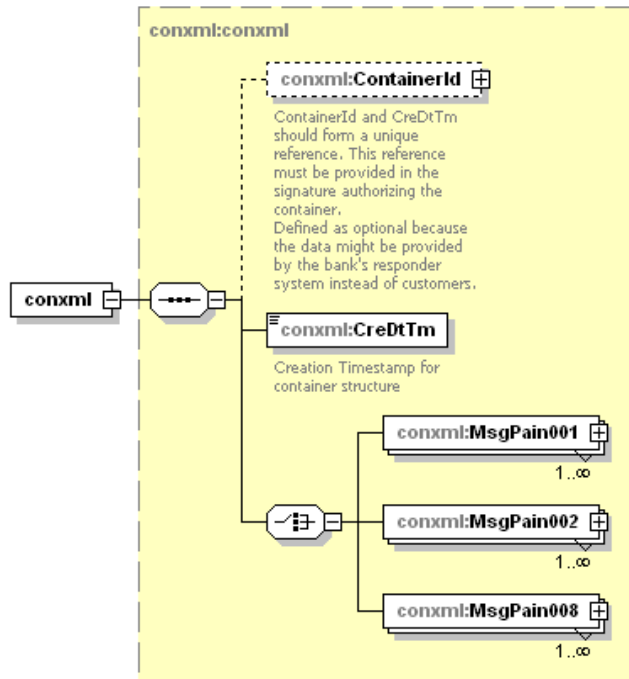 conxml:conxml
conxml:ContainerId
ContainerId and CreDtTm
should form a unique
reference. This reference
must be provided in the
signature authorizing the
container.
Defined as optional because
the data might be provided
by the bank's responder
system instead of customers.
conxml
conxml:CreDtTm
Creation Timestamp for
container structure
conxml:MsgPain001
1..∞
conxml:MsgPain002
1..∞
conxml:MsgPain008
1..∞